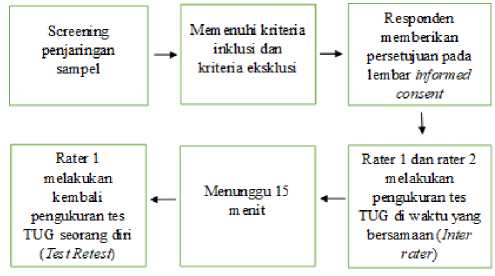 Screening
penjaringan
sampel
Memenuhi kriteria
inklusi dan
kriteria eksklusi
Responden
memberikan
persetujuan pada
lembar informed
consent
Rater 1 dan rater 2
melakukan
pengukuran tes
TUG di waktu yang
bersamaan (Inter
rater)
Menunggu 15
menit
Rater 1
melakukan
kembali
pengukuran tes
TUG seorang diri
(Test Retest)